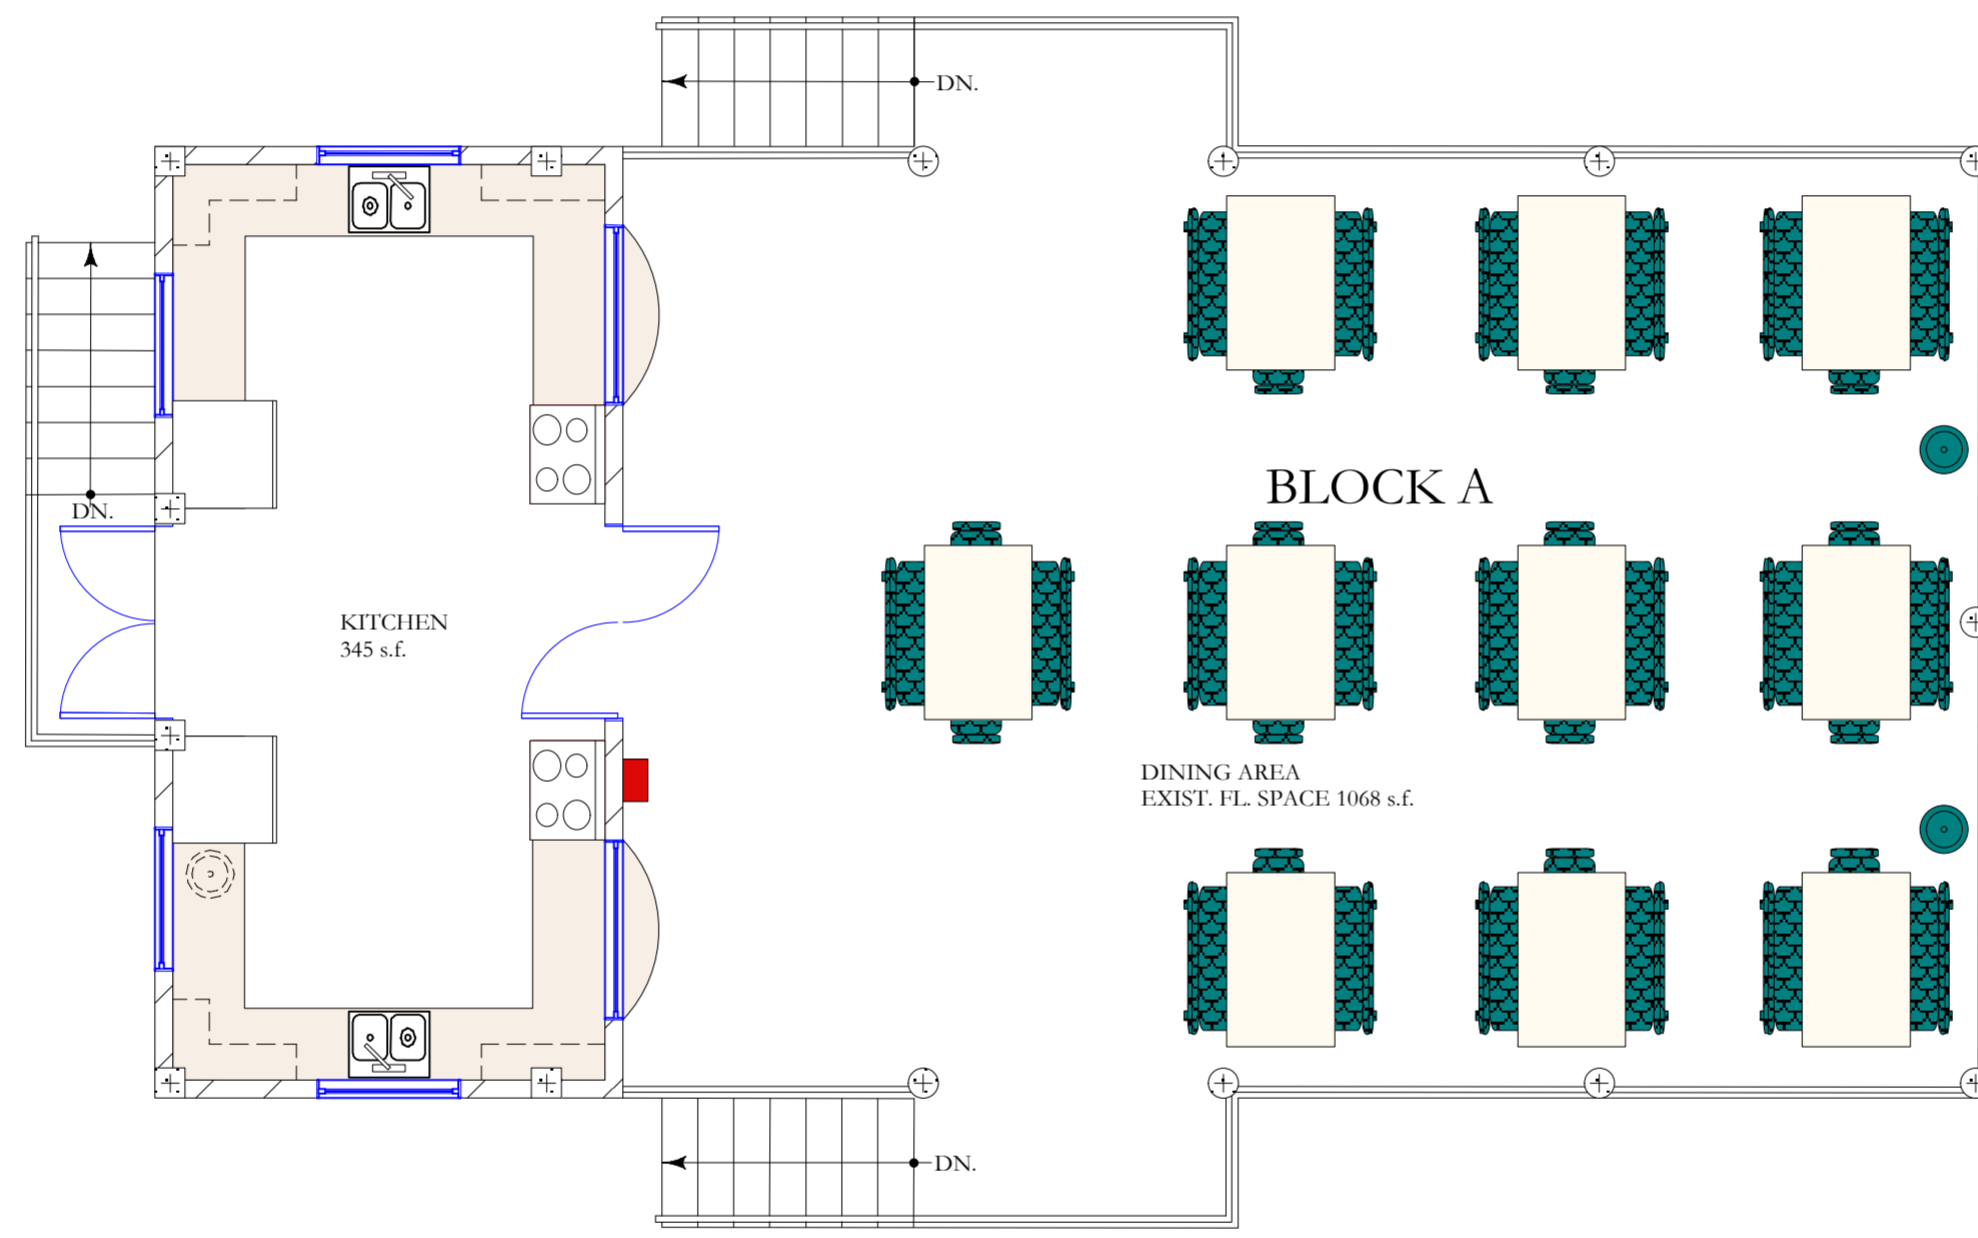 DN.
DN.
BLOCK A
KITCHEN
345 s.f.
DINING AREA
EXIST. FL. SPACE 1068 s.f.
DN.